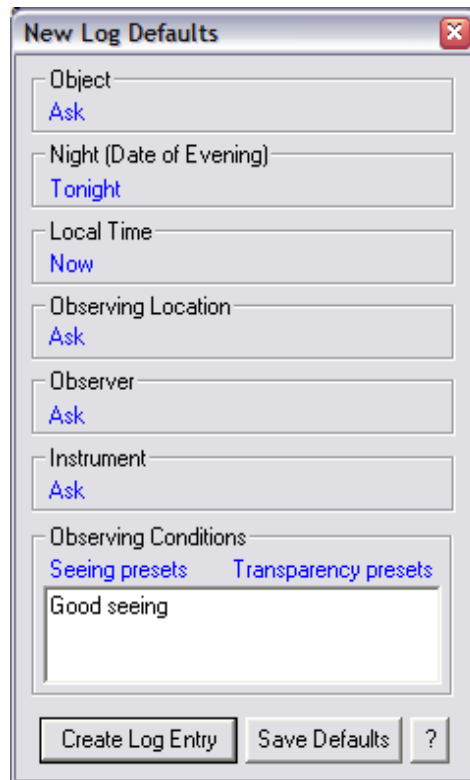 New Log Defaults
Object
Ask
Night (Date of Evening)
Tonight
Local Time
Now
Observing Location
Ask
Observer
Ask
Instrument
Ask
Observing Conditions
Seeing presets Transparency presets
Good seeing
Create Log Entry Save Defaults ?